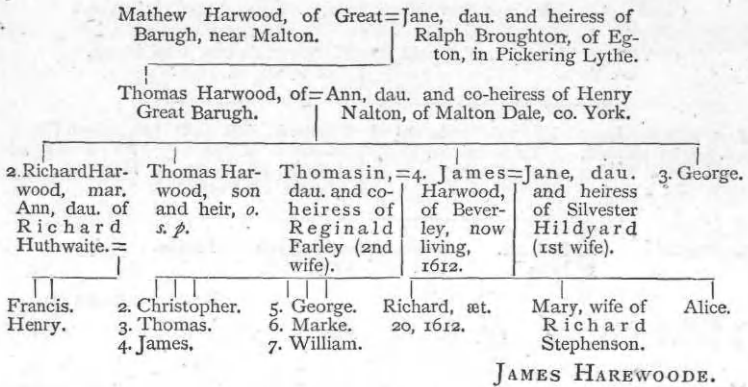 Mathew Harwood, of Great=Jane, dau. and heiress of
Barugh, near Malton.
Ralph Broughton, of Eg-
ton, in Pickering Lythe.
Thomas Harwood, of=Ann, dau. and co-heiress of Henry
Great Barugh.
Nalton, of Malton Dale, co. York.
2. Richard Har-
wood, mar.
Ann, dau. of
Richard
Huthwaite.=
Thomas Har-
wood, son
and heir, o.
s. p.
Thomasin,=
dau. and co-
heiress of
Reginald
Farley (2nd
wife).
4. James=
Harwood,
of Bever-
ley, now
living,
1612.
Jane, dau.
and heiress
of Silvester
Hildyard
(1st wife).
3. George.
Francis.
Henry.
2. Christopher.
3. Thomas.
4. James.
5. George.
6. Marke.
7. William.
Richard, æt.
20, 1612.
Mary, wife of
Richard
Stephenson.
Alice.
JAMES HAREWOODE.